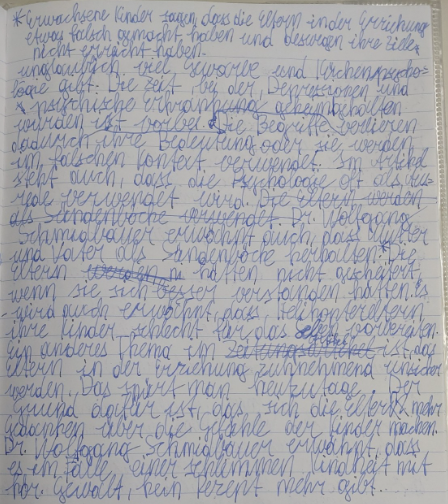 * erwachsene Kinder sagen, dass die Eltern in der Erziehung
etwas falsch gemacht haben und deswegen ihre Ziele
nicht erreicht haben.
unglaublich viel und Küchenpsycho-
logie gibt. Die Zeit, bei der Depressionen und
psychische Erkrankung geheimbehalten
wurden ist vorbei. Die Begriffe verlieren
dadurch ihre Bedeutung oder sie werden
im falschen Kontext verwendet. Im Artikel
steht auch, dass die Psychologie oft als Aus-
rede verwendet wird. Die Eltern werden
als Sündenböcke verwendet. Dr. Wolfgang
Schmidbauer erwähnt auch, dass Mutter
und Vater als Sündenböcke herhalten.* Die
Eltern hätten nicht gescheitert,
wenn sie sich besser verstanden hätten. Es
wird auch erwähnt, dass Helikoptereltern
ihre Kinder schlecht für das Leben vorbereiten.
Ein anderes Thema im ist, dass
Eltern in der Erziehung zunehmend unsicher
werden. Das spürt man heutzutage. Der
Grund dafür ist, das, sich die Eltern mehr
Gedanken über die Gefühle der Kinder machen.
Dr. Wolfgang Schmidbauer erwähnt, dass
es im Falle einer schlimmen Kindheit mit
nur Gewalt, kein Rezept mehr gibt.